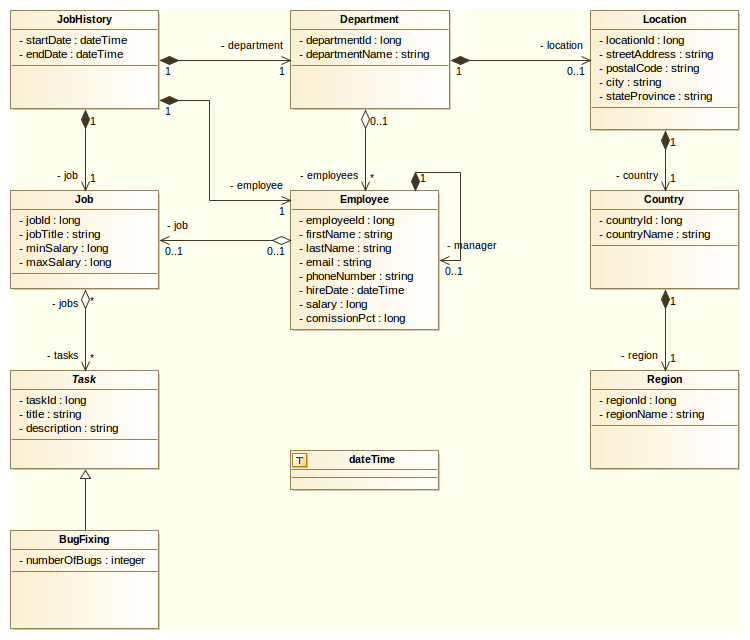 JobHistory
- startDate : dateTime
- endDate : dateTime
- department
1
1
Department
- departmentId : long
- departmentName : string
- location
1
0..1
Location
- locationId : long
- streetAddress : string
- postalCode : string
- city : string
- stateProvince : string
1
- employee
1
1
- job
1
0..1
- employees
*
1
- manager
0..1
1
- country
1
Job
- jobId : long
- jobTitle : string
- minSalary : long
- maxSalary : long
- job
0..1
0..1
Employee
- employeeId : long
- firstName : string
- lastName : string
- email : string
- phoneNumber : string
- hireDate : dateTime
- salary : long
- comissionPct : long
Country
- countryId : long
- countryName : string
- jobs
*
- tasks
*
1
- region
1
Task
- taskId : long
- title : string
- description : string
Region
- regionId : long
- regionName : string
T
dateTime
BugFixing
- numberOfBugs : integer